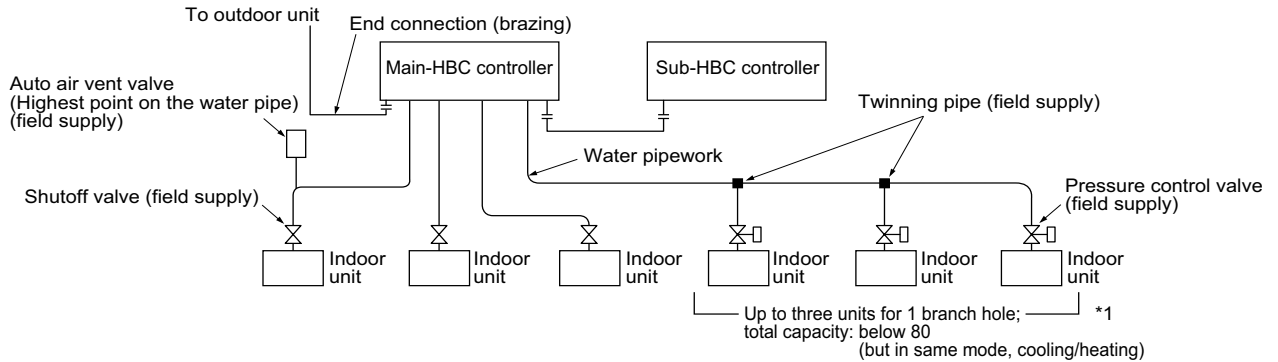 To outdoor unit
End connection (brazing)
Main-HBC controller
Sub-HBC controller
Auto air vent valve
(Highest point on the water pipe)
(field supply)
Twinning pipe (field supply)
Water pipework
Shutoff valve (field supply)
Pressure control valve
(field supply)
Indoor
unit
Indoor
unit
Indoor
unit
Indoor
unit
Indoor
unit
Indoor
unit
Up to three units for 1 branch hole;
*1
total capacity: below 80
(but in same mode, cooling/heating)